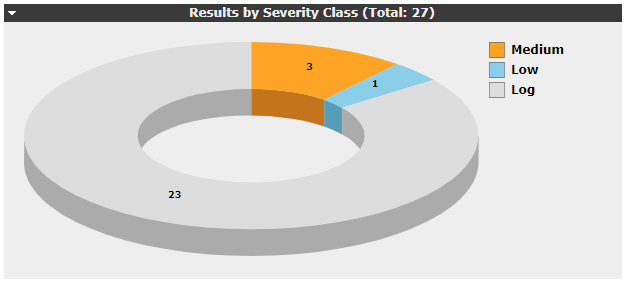 Results by Severity Class (Total: 27)
3
1
23
Medium
Low
Log